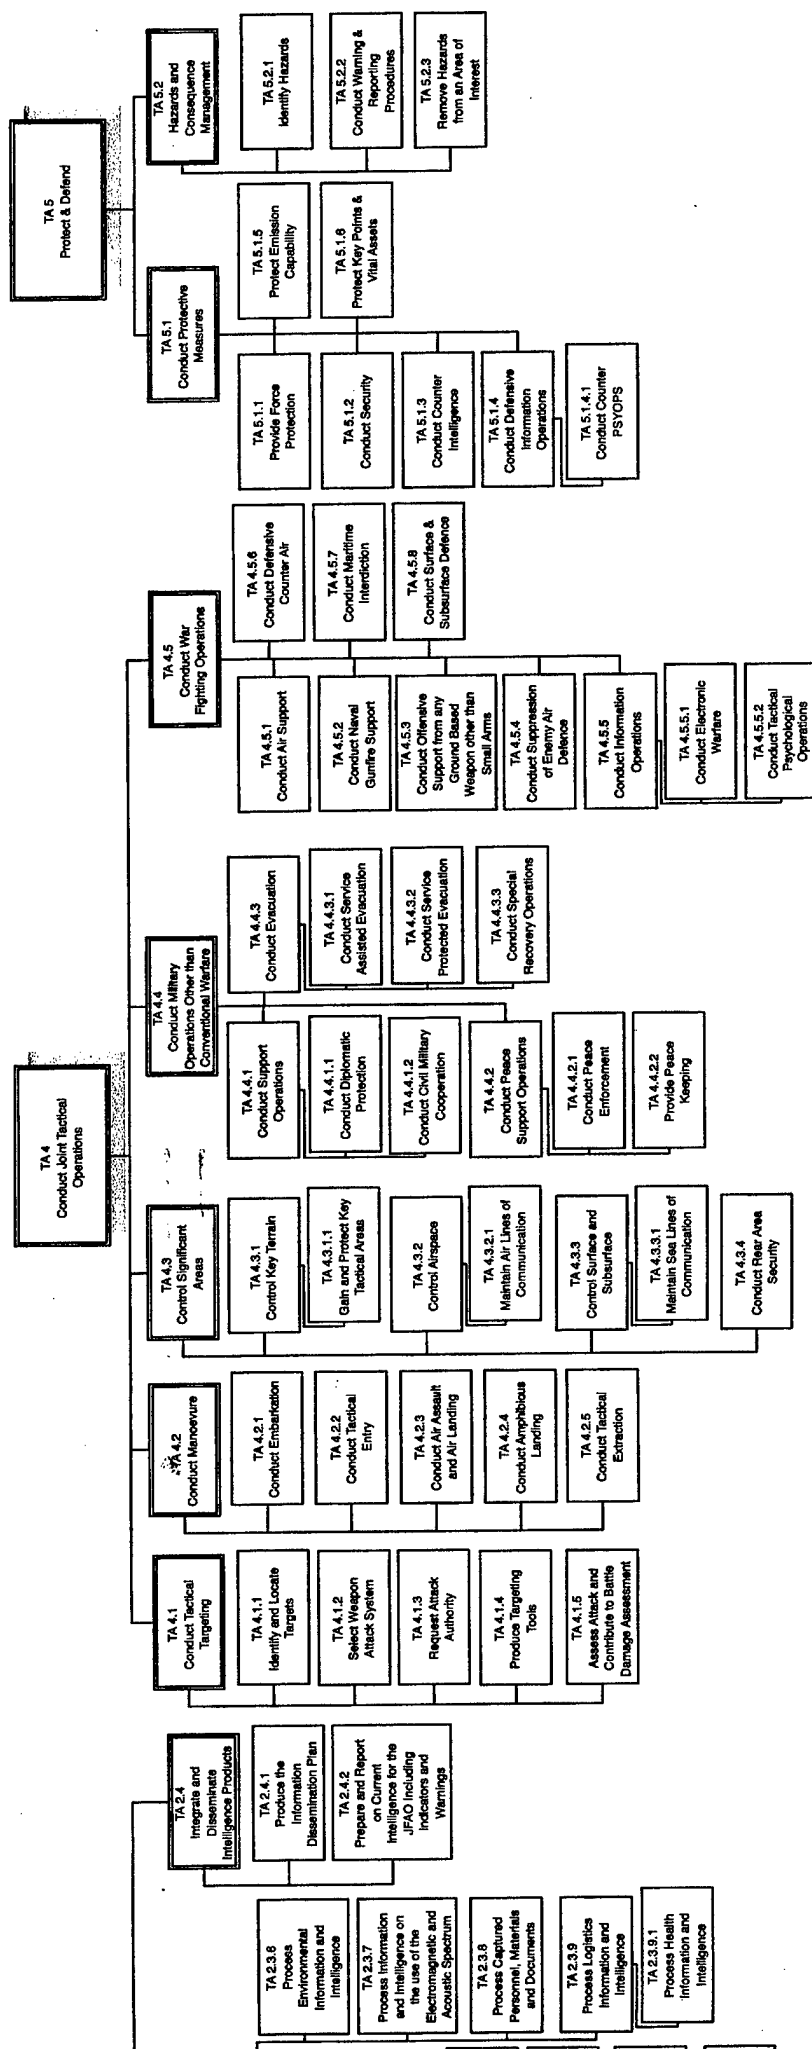 TA 2.3.6
Process
Environmental
Information and
Intelligence
TA 2.3.7
Process Information
and Intelligence on
the use of the
Electromagnetic and
Acoustic Spectrum
TA 2.3.8
Process Captured
Personnel, Materials
and Documents
TA 2.3.9
Process Logistics
Information and
Intelligence
TA 2.3.9.1
Process Health
Information and
Intelligence
TA 2.4
Integrate and
Disseminate
Intelligence Products
TA 2.4.1
Produce the
Information
Dissemination Plan
TA 2.4.2
Prepare and Report
on Current
Intelligence for the
JFAO Including
Indicators and
Warnings
TA 4
Conduct Joint Tactical
Operations
TA 4.1
Conduct Tactical
Targeting
TA 4.1.1
Identify and Locate
Targets
TA 4.1.2
Select Weapon
Attack System
TA 4.1.3
Request Attack
Authority
TA 4.1.4
Produce Targeting
Tools
TA 4.1.5
Assess Attack and
Contribute to Battle
Damage Assessment
TA 4.2
Conduct Manoevure
TA 4.2.1
Conduct Embarkation
TA 4.2.2
Conduct Tactical
Entry
TA 4.2.3
Conduct Air Assault
and Air Landing
TA 4.2.4
Conduct Amphibious
Landing
TA 4.2.5
Conduct Tactical
Extraction
TA 4.3
Control Significant
Areas
TA 4.3.1
Control Key Terrain
TA 4.3.1.1
Gain and Protect Key
Tactical Areas
TA 4.3.2
Control Airspace
TA 4.3.2.1
Maintain Air Lines of
Communication
TA 4.3.3
Control Surface and
Subsurface
TA 4.3.3.1
Maintain Sea Lines of
Communication
TA 4.3.4
Conduct Rear Area
Security
TA 4.4
Conduct Military
Operations Other than
Conventional Warfare
TA 4.4.1
Conduct Support
Operations
TA 4.4.1.1
Conduct Diplomatic
Protection
TA 4.4.1.2
Conduct Civil Military
Cooperation
TA 4.4.2
Conduct Peace
Support Operations
TA 4.4.2.1
Conduct Peace
Enforcement
TA 4.4.2.2
Provide Peace
Keeping
TA 4.4.3
Conduct Evacuation
TA 4.4.3.1
Conduct Service
Assisted Evacuation
TA 4.4.3.2
Conduct Service
Protected Evacuation
TA 4.4.3.3
Conduct Special
Recovery Operations
TA 4.5
Conduct War
Fighting Operations
TA 4.5.1
Conduct Air Support
TA 4.5.2
Conduct Naval
Gunfire Support
TA 4.5.3
Conduct Offensive
Support from any
Ground Based
Weapon other than
Small Arms
TA 4.5.4
Conduct Suppression
of Enemy Air
Defence
TA 4.5.5
Conduct Information
Operations
TA 4.5.5.1
Conduct Electronic
Warfare
TA 4.5.5.2
Conduct Tactical
Psychological
Operations
TA 4.5.6
Conduct Defensive
Counter Air
TA 4.5.7
Conduct Maritime
Interdiction
TA 4.5.8
Conduct Surface &
Subsurface Defence
TA 5
Protect & Defend
TA 5.1
Conduct Protective
Measures
TA 5.1.1
Provide Force
Protection
TA 5.1.2
Conduct Security
TA 5.1.3
Conduct Counter
Intelligence
TA 5.1.4
Conduct Defensive
Information
Operations
TA 5.1.4.1
Conduct Counter
PSYOPS
TA 5.1.5
Protect Emission
Capability
TA 5.1.6
Protect Key Points &
Vital Assets
TA 5.2
Hazards and
Consequence
Management
TA 5.2.1
Identify Hazards
TA 5.2.2
Conduct Warning &
Reporting
Procedures
TA 5.2.3
Remove Hazards
from an Area of
Interest